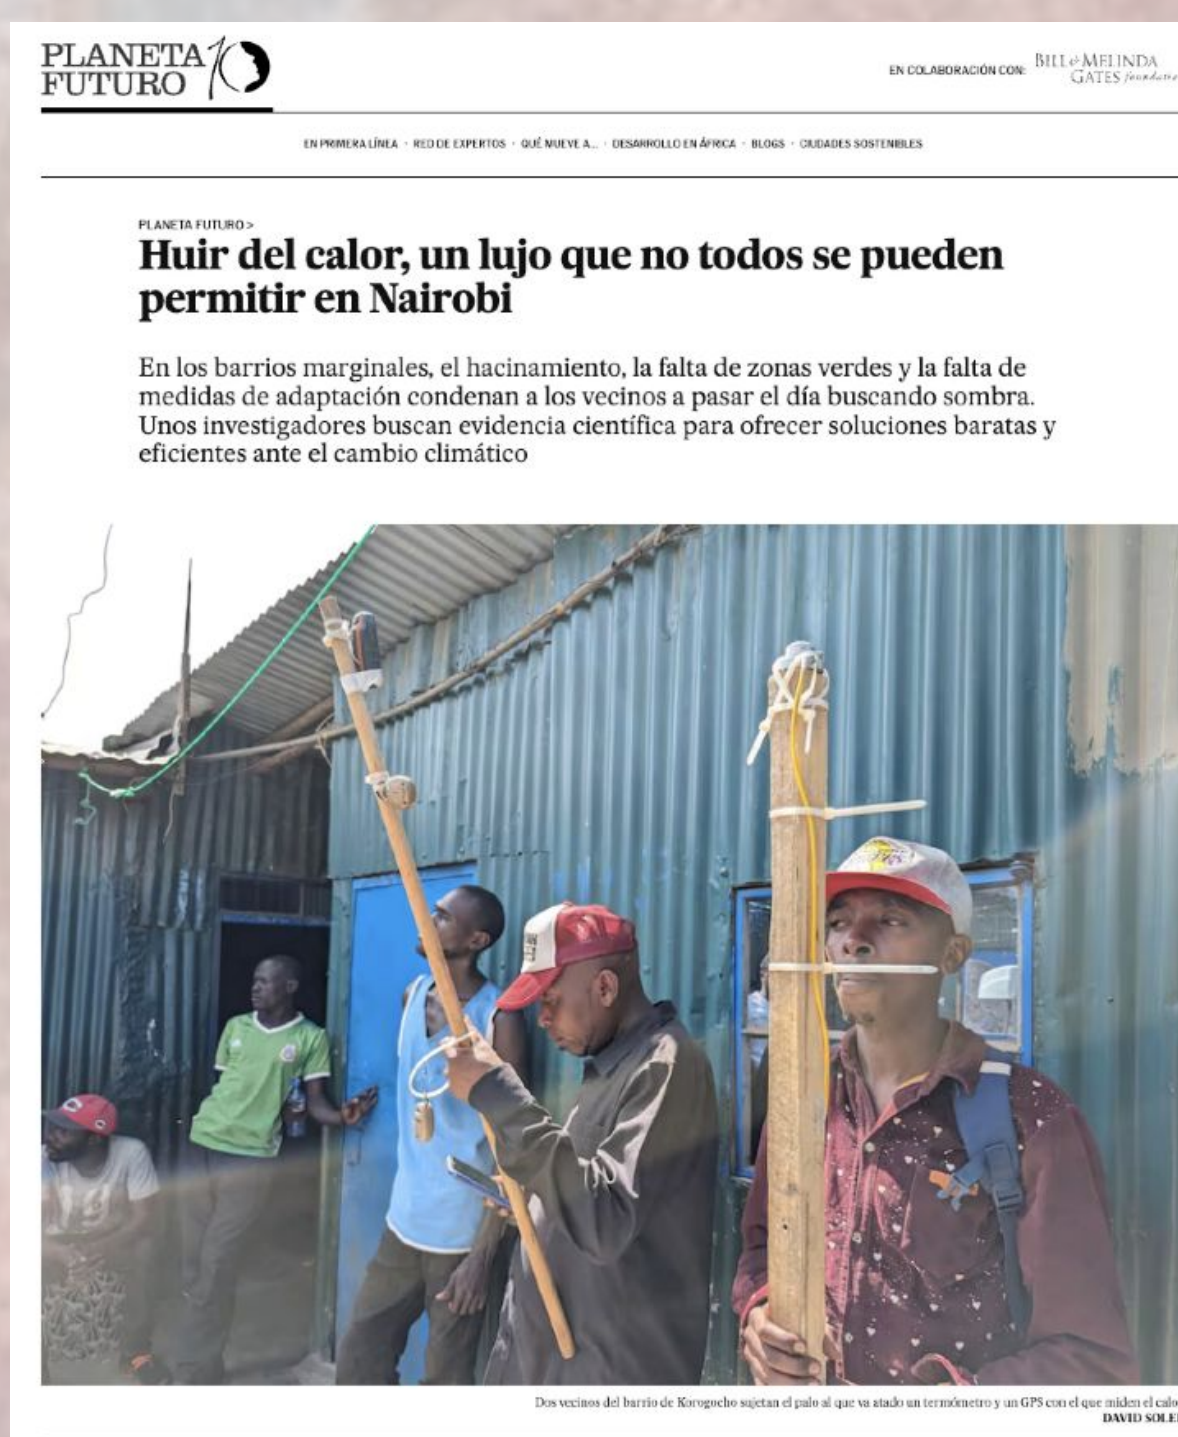 PLANETA
FUTURO
10
EN COLABORACIÓN CON:
BILL & MELINDA
GATES foundation
EN PRIMERA LÍNEA · RED DE EXPERTOS · QUÉ MUEVE A... · DESARROLLO EN ÁFRICA · BLOGS · CIUDADES SOSTENIBLES
PLANETA FUTURO >
Huir del calor, un lujo que no todos se pueden
permitir en Nairobi
En los barrios marginales, el hacinamiento, la falta de zonas verdes y la falta de
medidas de adaptación condenan a los vecinos a pasar el día buscando sombra.
Unos investigadores buscan evidencia científica para ofrecer soluciones baratas y
eficientes ante el cambio climático
Dos vecinos del barrio de Korogocho sujetan el palo al que va atado un termómetro y un GPS con el que miden el calo
DAVID SOLE